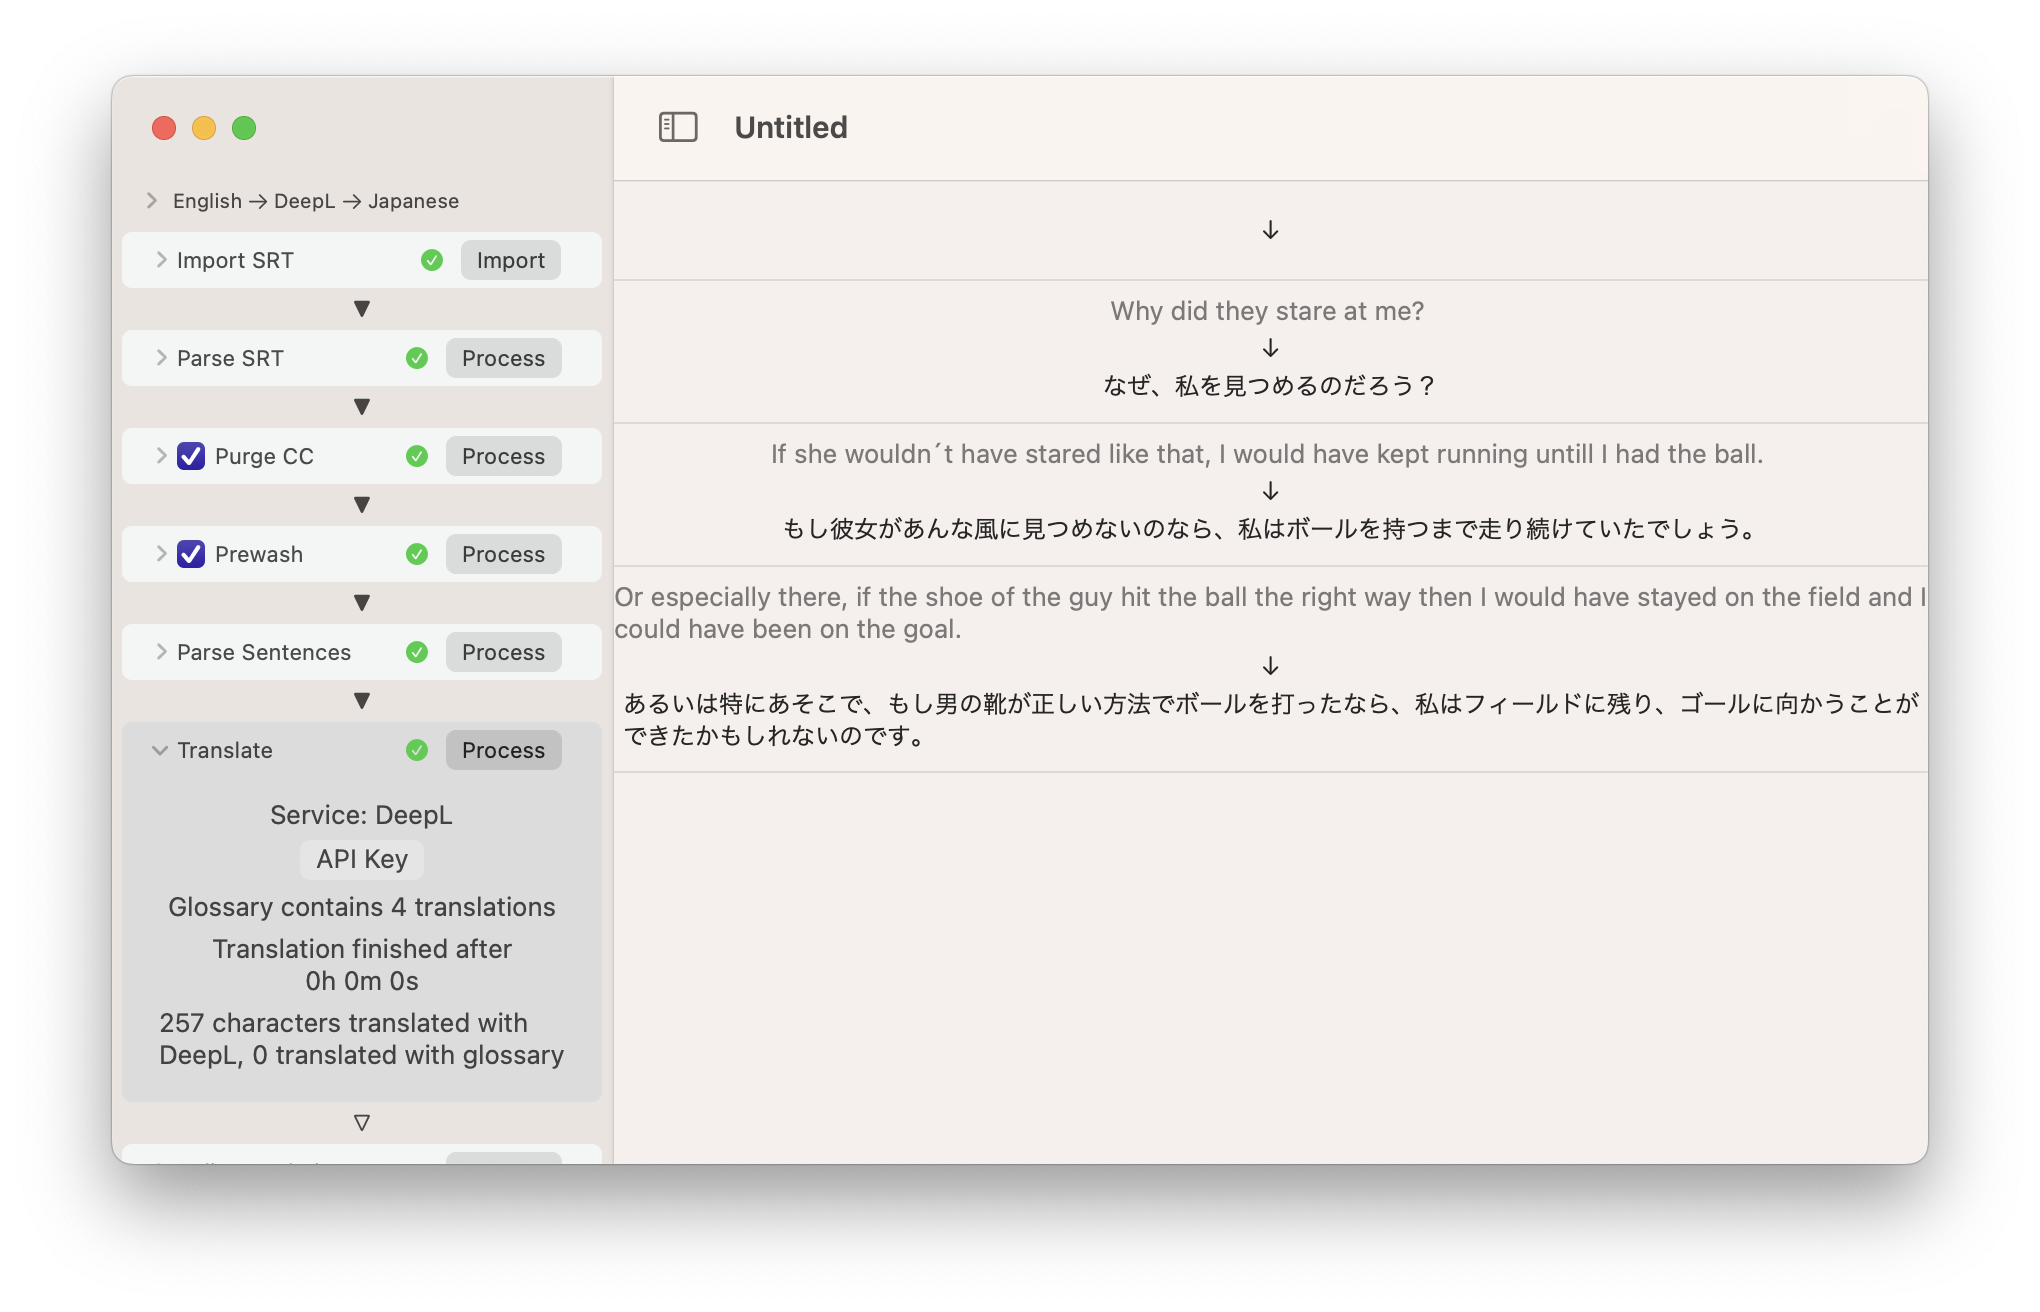 Untitled
English → DeepL → Japanese
Import SRT
Import
Parse SRT
Process
Purge CC
Process
Prewash
Process
Parse Sentences
Process
Translate
Process
Service: DeepL
API Key
Glossary contains 4 translations
Translation finished after
0h 0m 0s
257 characters translated with
DeepL, 0 translated with glossary
↓
Why did they stare at me?
↓
なぜ、私を見つめるのだろう？
If she wouldn´t have stared like that, I would have kept running untill I had the ball.
↓
もし彼女があんな風に見つめないのなら、私はボールを持つまで走り続けていたでしょう。
Or especially there, if the shoe of the guy hit the ball the right way then I would have stayed on the field and I
could have been on the goal.
↓
あるいは特にあそこで、もし男の靴が正しい方法でボールを打ったなら、私はフィールドに残り、ゴールに向かうことが
できたかもしれないのです。